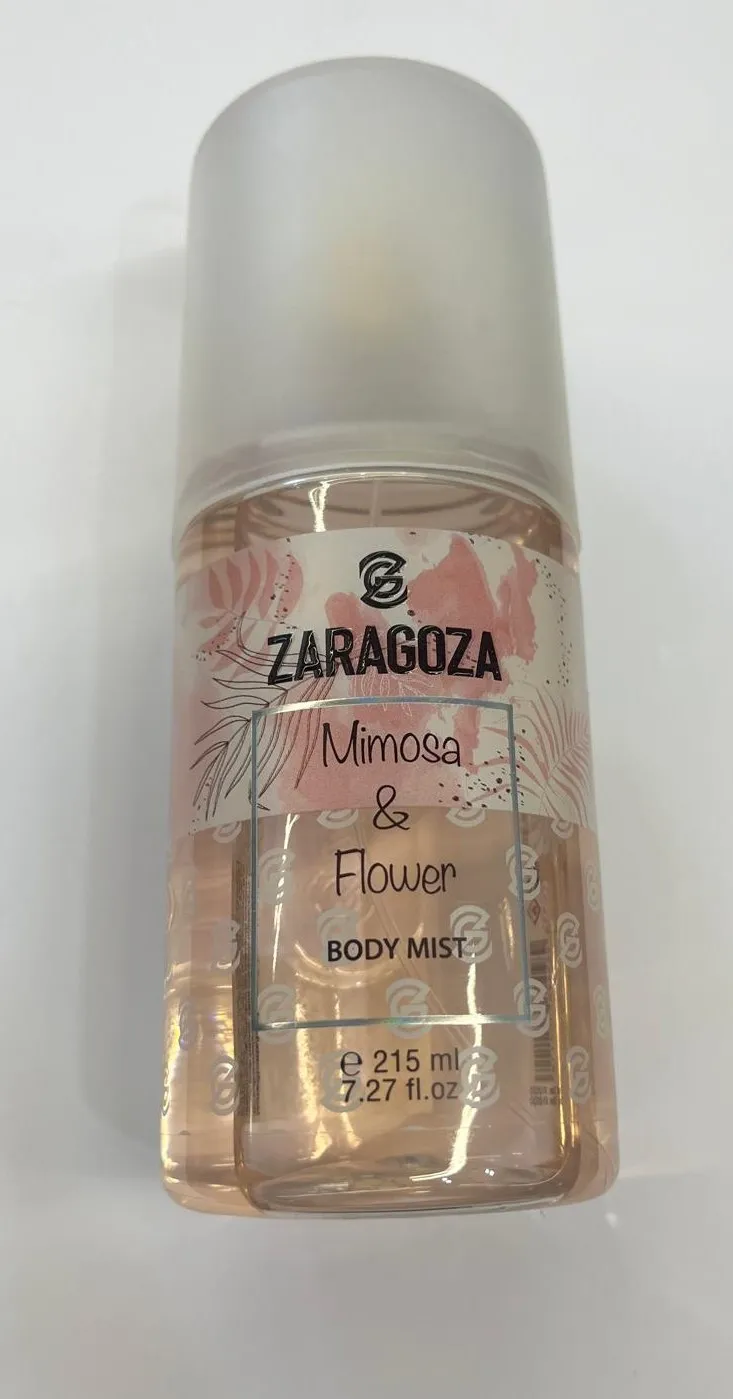 ZARAGOZA
Mimosa
&
Flower
BODY MIST
℮ 215 ml
7.27 fl.oz